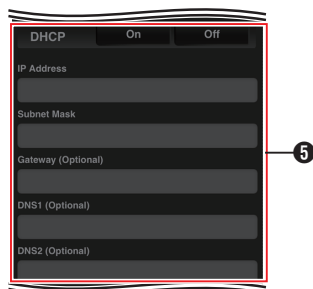 DHCP On Off
IP Address
Subnet Mask
Gateway (Optional)
DNS1 (Optional)
DNS2 (Optional)
5